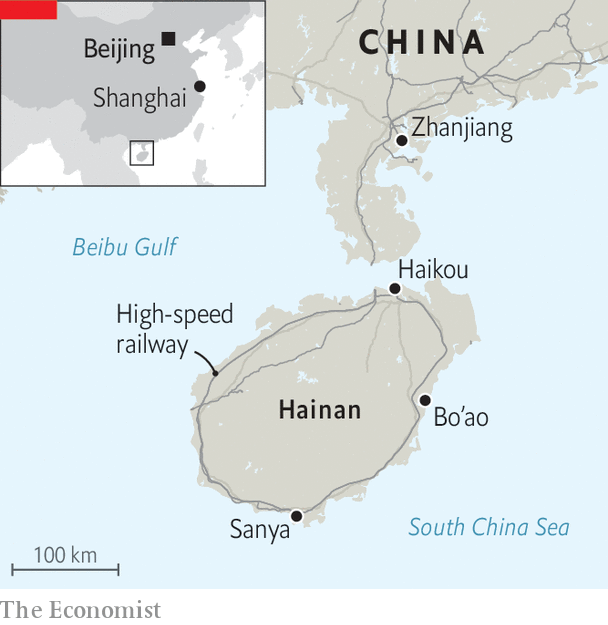 Beijing
Shanghai
CHINA
Zhanjiang
Beibu Gulf
Haikou
High-speed
railway
Hainan
Bo’ao
Sanya
South China Sea
100 km
The Economist